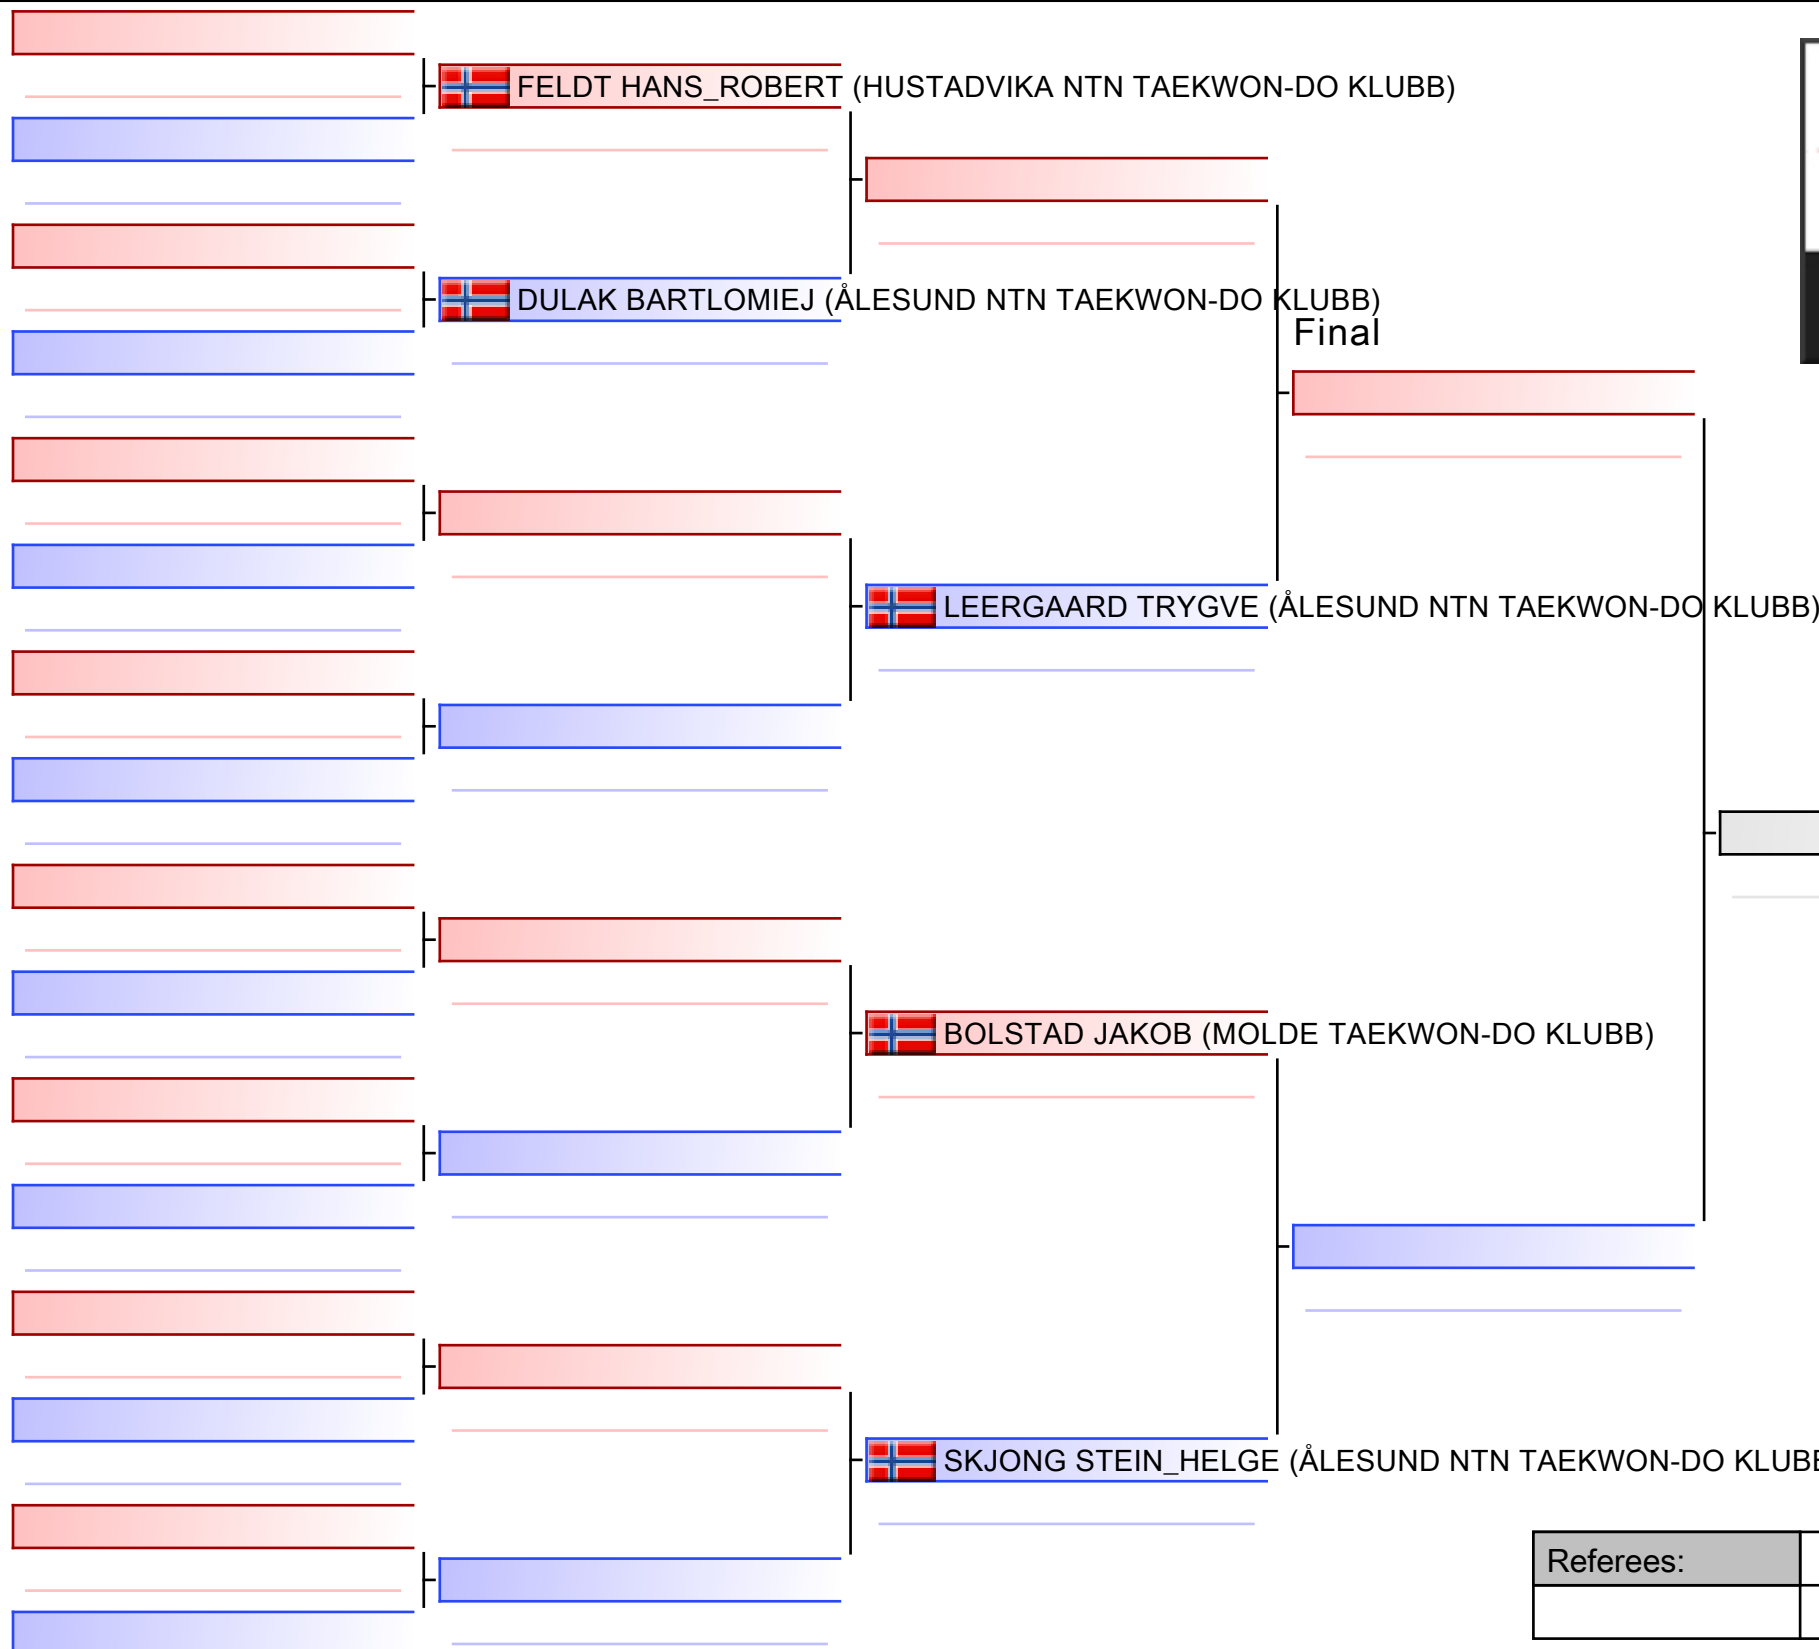 FELDT HANS_ROBERT (HUSTADVIKA NTN TAEKWON-DO KLUBB)
DULAK BARTLOMIEJ (ÅLESUND NTN TAEKWON-DO KLUBB)
Final
LEERGAARD TRYGVE (ÅLESUND NTN TAEKWON-DO KLUBB)
BOLSTAD JAKOB (MOLDE TAEKWON-DO KLUBB)
SKJONG STEIN_HELGE (ÅLESUND NTN TAEKWON-DO KLUBB
Referees: